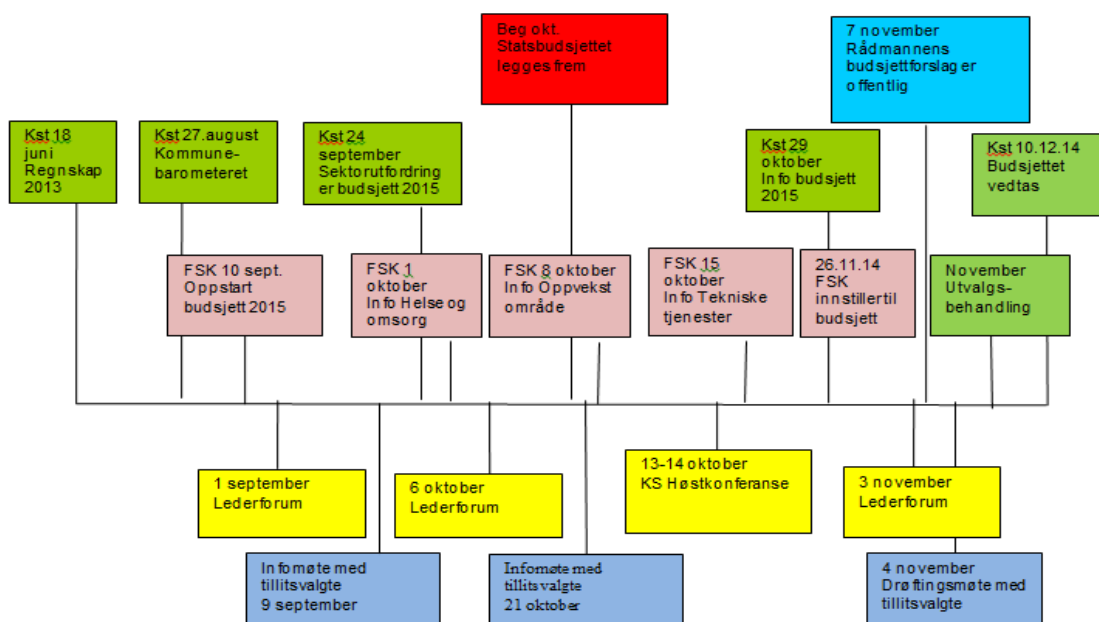 Beg okt.
Statsbudsjettet
legges frem
7 november
Rådmannens
budsjettforslag er
offentlig
Kst 18
juni
Regnskap
2013
Kst 27.august
Kommune-
barometeret
Kst 24
september
Sektorutfordring
er budsjett 2015
Kst 29
oktober
Info budsjett
2015
Kst 10.12.14
Budsjettet
vedtas
FSK 10 sept.
Oppstart
budsjett 2015
FSK 1
oktober
Info Helse og
omsorg
FSK 8 oktober
Info Oppvekst
område
FSK 15
oktober
Info Tekniske
tjenester
26.11.14
FSK
innstiller til
budsjett
November
Utvalgs-
behandling
1 september
Lederforum
6 oktober
Lederforum
13-14 oktober
KS Høstkonferanse
3 november
Lederforum
Infomøte med
tillitsvalgte
9 september
Infomøte med
tillitsvalgte
21 oktober
4 november
Drøftingsmøte med
tillitsvalgte